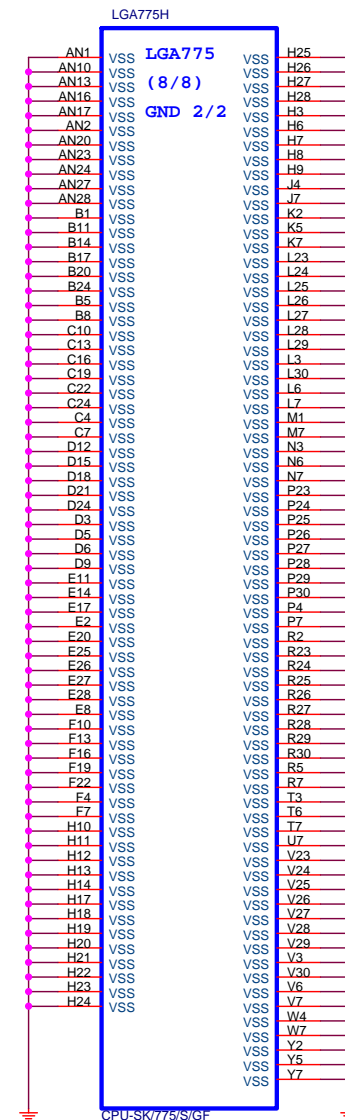 LGA775H
AN1 VSS LGA775 VSS H25
AN10 VSS VSS H26
AN13 VSS (8/8) VSS H27
AN16 VSS VSS H28
AN17 VSS GND 2/2 VSS H3
AN2 VSS VSS H6
AN20 VSS VSS H7
AN23 VSS VSS H8
AN24 VSS VSS H9
AN27 VSS VSS J4
AN28 VSS VSS J7
B1 VSS VSS K2
B11 VSS VSS K5
B14 VSS VSS K7
B17 VSS VSS L23
B20 VSS VSS L24
B24 VSS VSS L25
B5 VSS VSS L26
B8 VSS VSS L27
C10 VSS VSS L28
C13 VSS VSS L29
C16 VSS VSS L3
C19 VSS VSS L30
C22 VSS VSS L6
C24 VSS VSS L7
C4 VSS VSS M1
C7 VSS VSS M7
D12 VSS VSS N3
D15 VSS VSS N6
D18 VSS VSS N7
D21 VSS VSS P23
D24 VSS VSS P24
D3 VSS VSS P25
D5 VSS VSS P26
D6 VSS VSS P27
D9 VSS VSS P28
E11 VSS VSS P29
E14 VSS VSS P30
E17 VSS VSS P4
E2 VSS VSS P7
E20 VSS VSS R2
E25 VSS VSS R23
E26 VSS VSS R24
E27 VSS VSS R25
E28 VSS VSS R26
E8 VSS VSS R27
F10 VSS VSS R28
F13 VSS VSS R29
F16 VSS VSS R30
F19 VSS VSS R5
F22 VSS VSS R7
F4 VSS VSS T3
F7 VSS VSS T6
H10 VSS VSS T7
H11 VSS VSS U7
H12 VSS VSS V23
H13 VSS VSS V24
H14 VSS VSS V25
H17 VSS VSS V26
H18 VSS VSS V27
H19 VSS VSS V28
H20 VSS VSS V29
H21 VSS VSS V3
H22 VSS VSS V30
H23 VSS VSS V6
H24 VSS VSS V7
VSS W4
VSS W7
VSS Y2
VSS Y5
VSS Y7
CPU-SK/775/S/GF